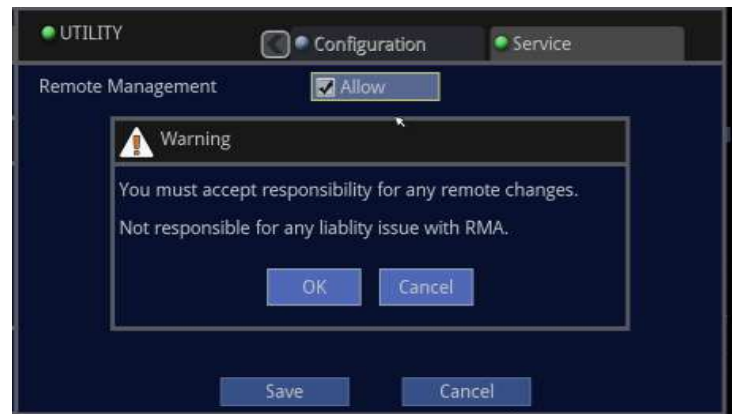 UTILITY
Configuration
Service
Remote Management
Allow
Warning
You must accept responsibility for any remote changes.
Not responsible for any liablity issue with RMA.
OK
Cancel
Save
Cancel